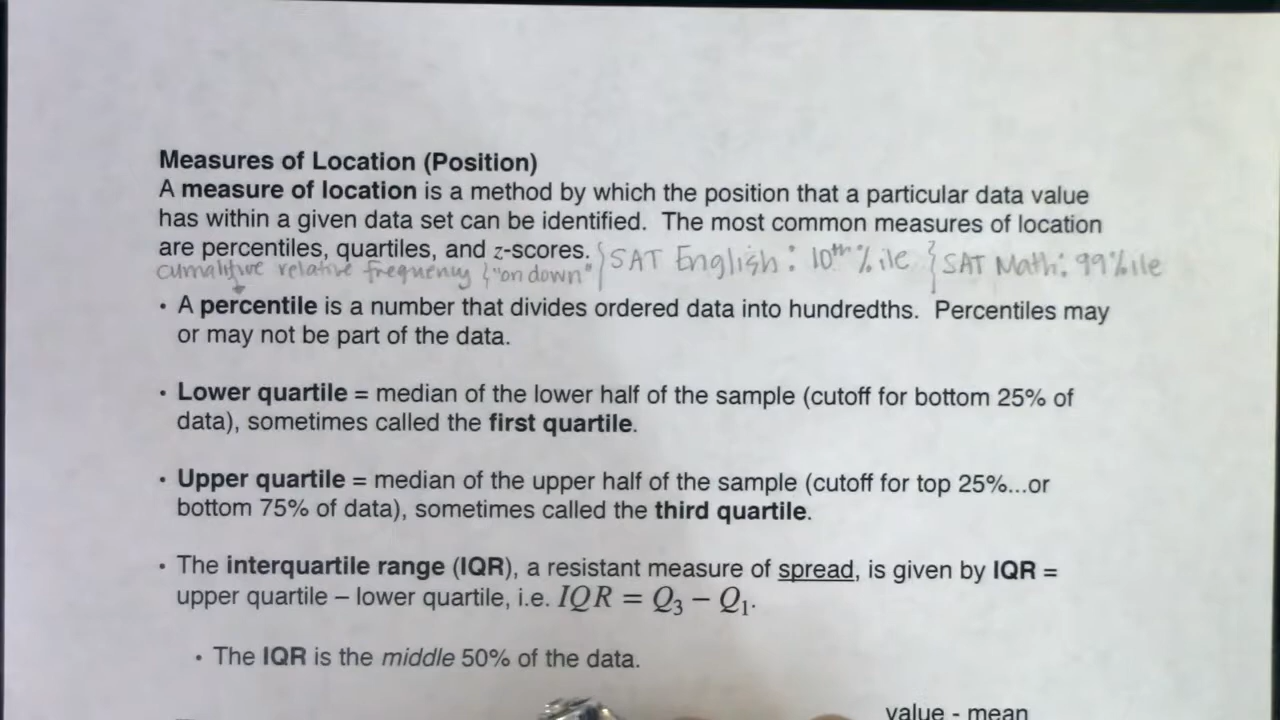 Measures of Location (Position)
A measure of location is a method by which the position that a particular data value
has within a given data set can be identified. The most common measures of location
are percentiles, quartiles, and z-scores. { SAT English: 10th %ile } SAT Math: 99%ile
cumalitive relative frequency } "on down"
• A percentile is a number that divides ordered data into hundredths. Percentiles may
or may not be part of the data.
• Lower quartile = median of the lower half of the sample (cutoff for bottom 25% of
data), sometimes called the first quartile.
• Upper quartile = median of the upper half of the sample (cutoff for top 25%...or
bottom 75% of data), sometimes called the third quartile.
• The interquartile range (IQR), a resistant measure of spread, is given by IQR =
upper quartile – lower quartile, i.e. IQR = Q₃ − Q₁.
• The IQR is the middle 50% of the data.
value - mean